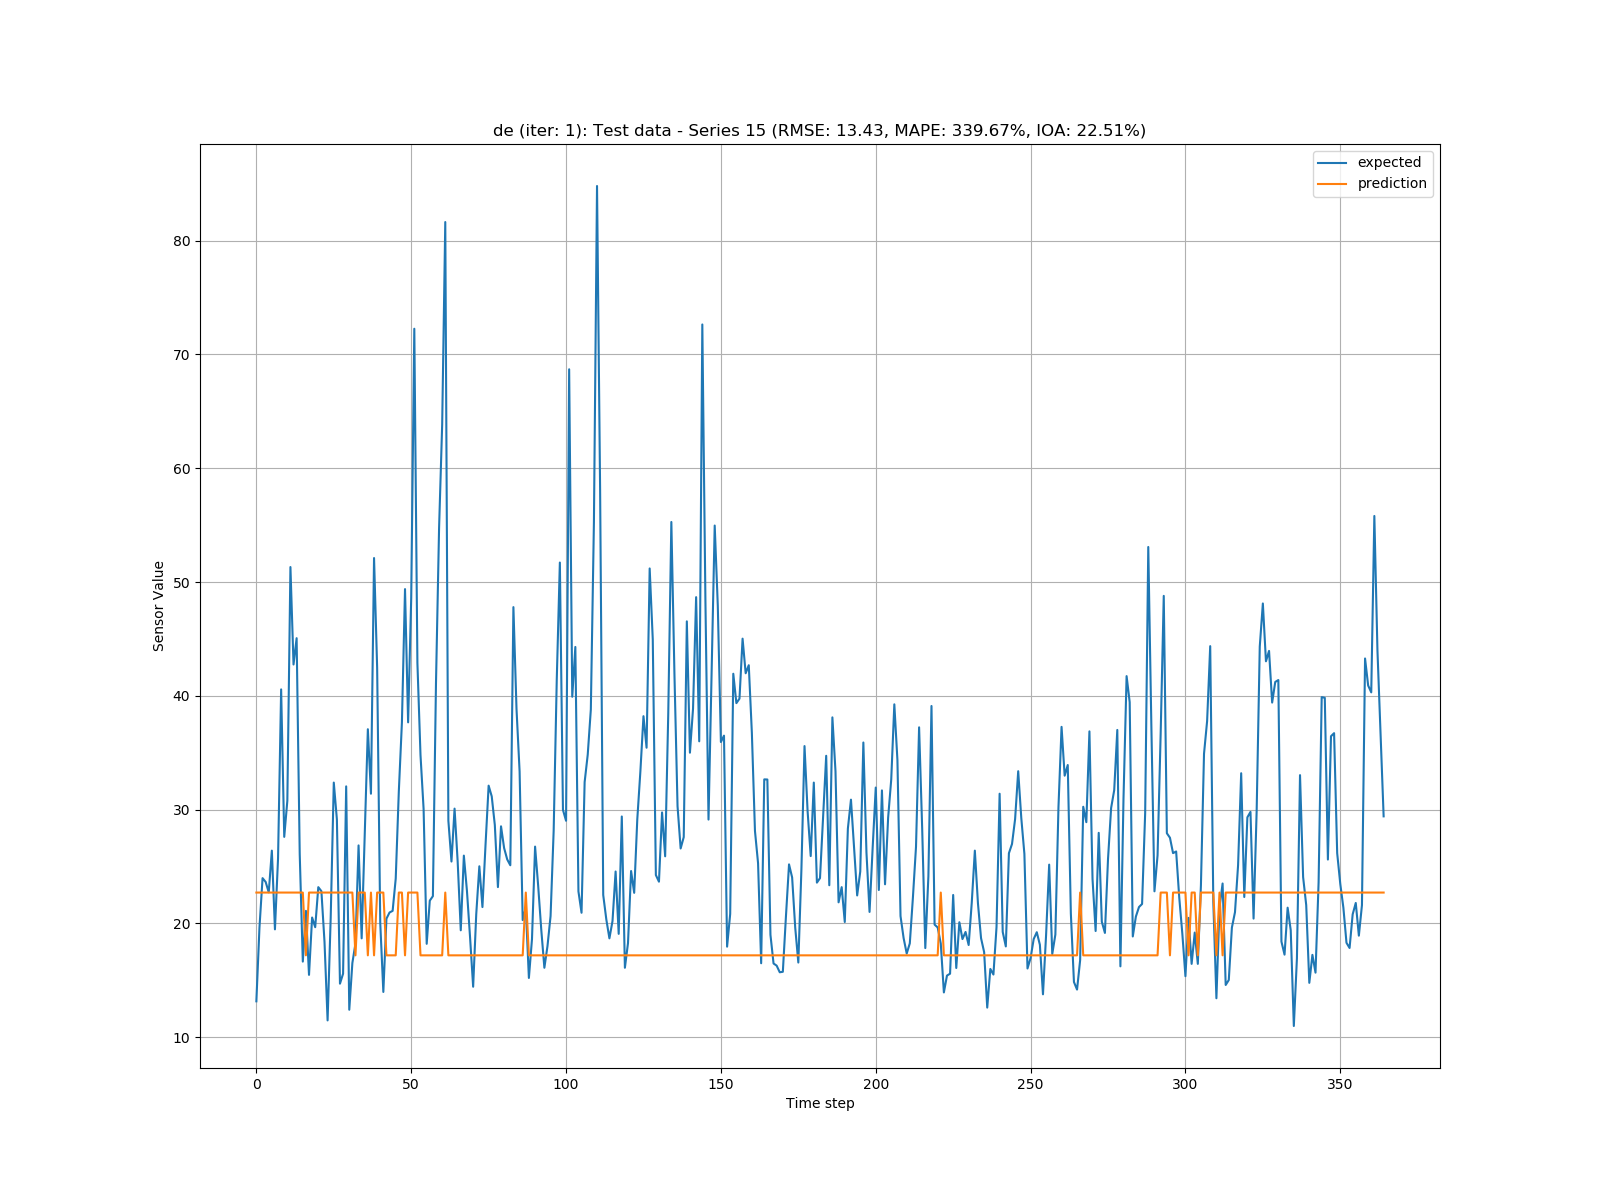 de (iter: 1): Test data - Series 15 (RMSE: 13.43, MAPE: 339.67%, IOA: 22.51%)
expected
prediction
80
70
60
50
40
30
20
10
Sensor Value
0 50 100 150 200 250 300 350
Time step